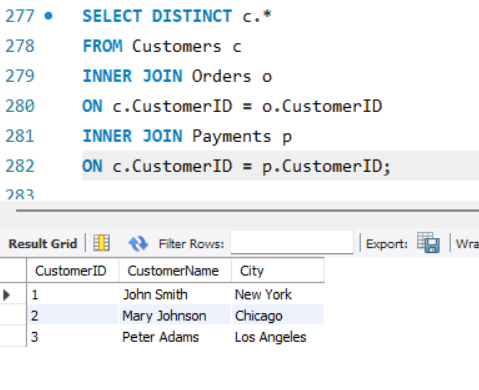 277 SELECT DISTINCT c.*
278 FROM Customers c
279 INNER JOIN Orders o
280 ON c.CustomerID = o.CustomerID
281 INNER JOIN Payments p
282 ON c.CustomerID = p.CustomerID;
283
Result Grid Filter Rows: Export: Wra
CustomerID CustomerName City
1 John Smith New York
2 Mary Johnson Chicago
3 Peter Adams Los Angeles